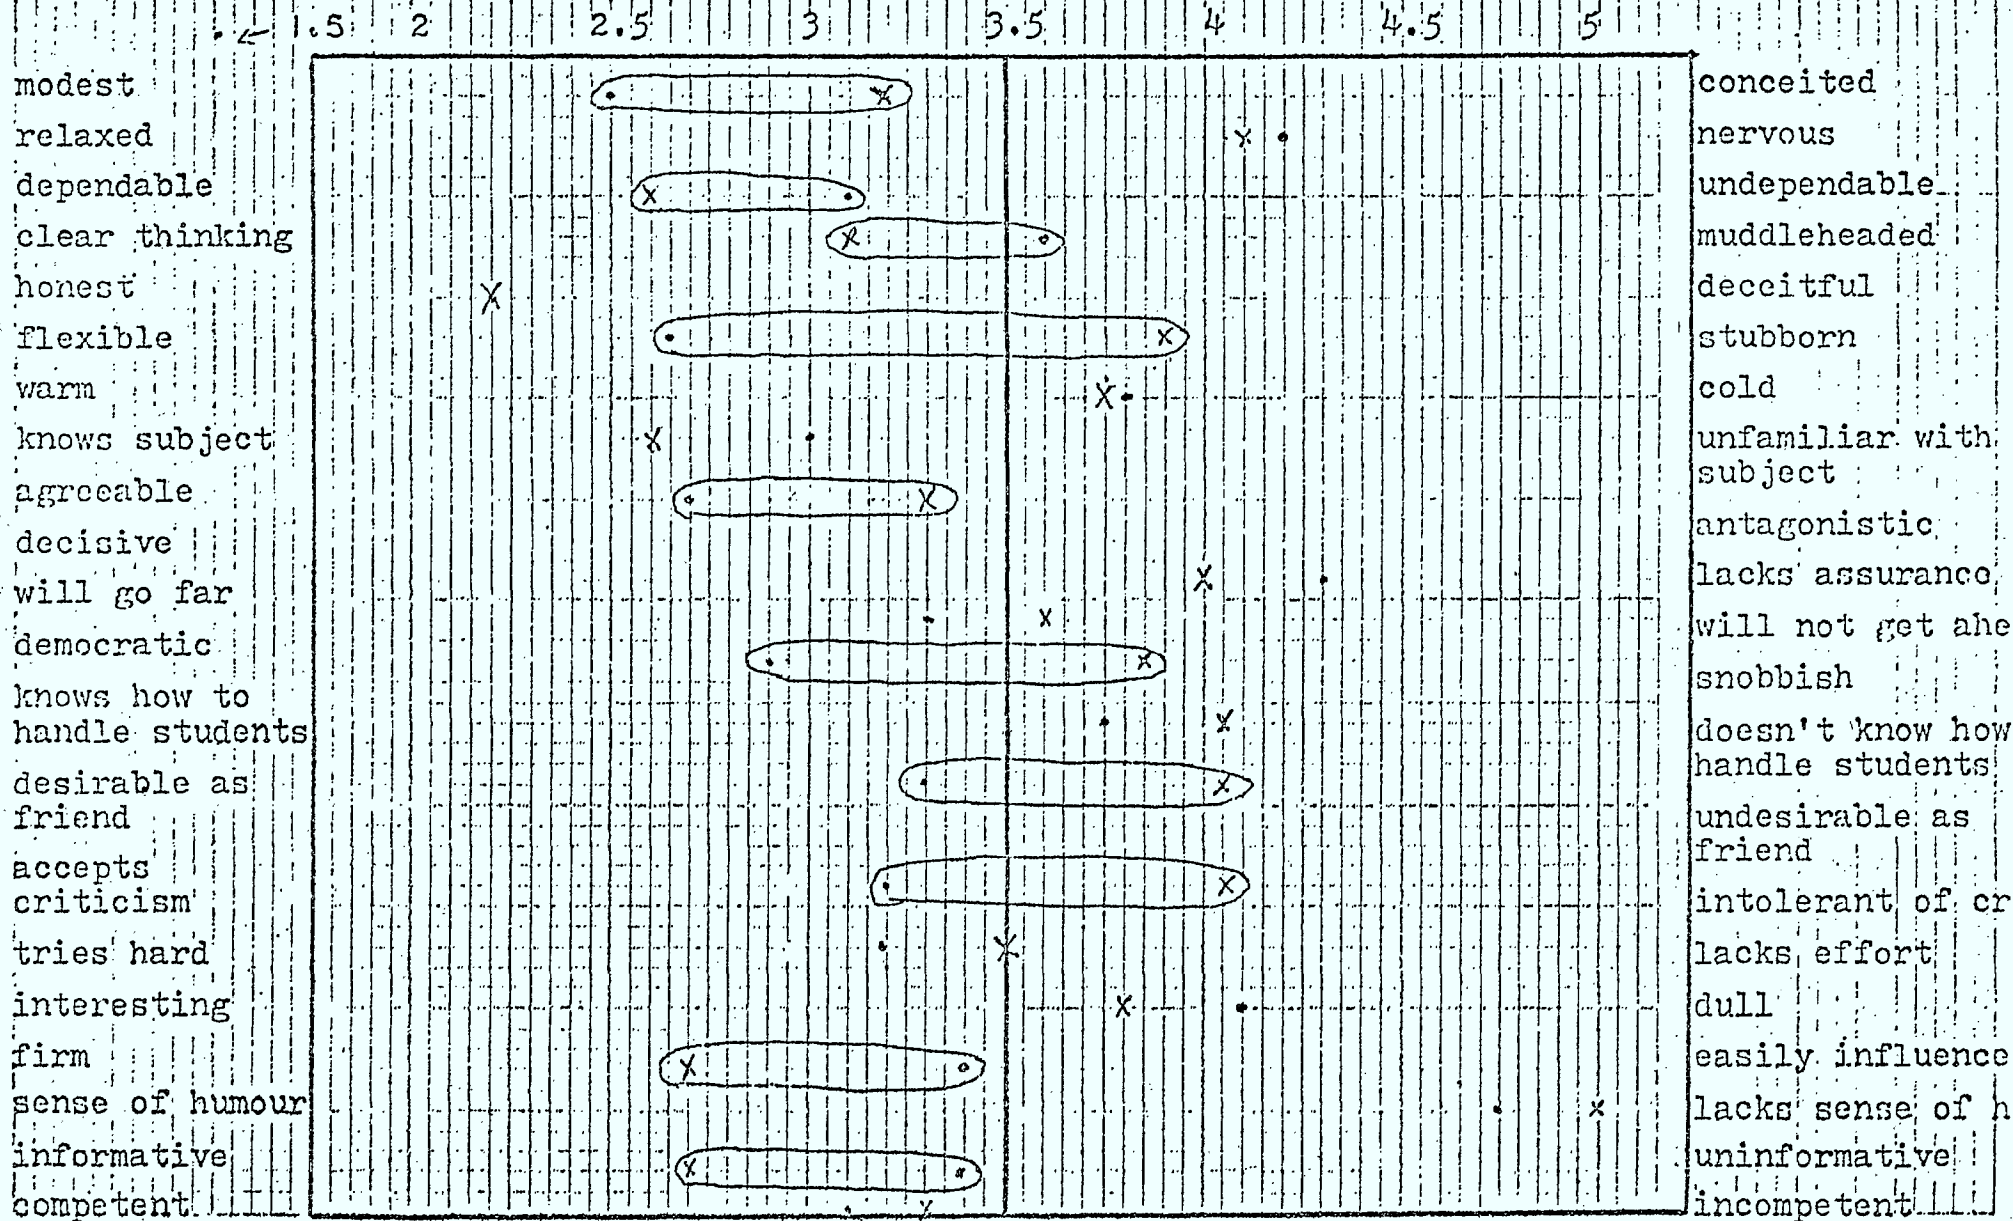 1.5 2 2.5 3 3.5 4 4.5 5
modest conceited
relaxed nervous
dependable undependable
clear thinking muddleheaded
honest deceitful
flexible stubborn
warm cold
knows subject unfamiliar with
subject
agreeable
antagonistic
decisive
lacks assurance
will go far
will not get ahe
democratic
snobbish
knows how to
handle students doesn't know how
handle students
desirable as
friend undesirable as
friend
accepts
criticism intolerant of cr
tries hard lacks effort
interesting dull
firm easily influence
sense of humour lacks sense of h
informative uninformative
competent incompetent